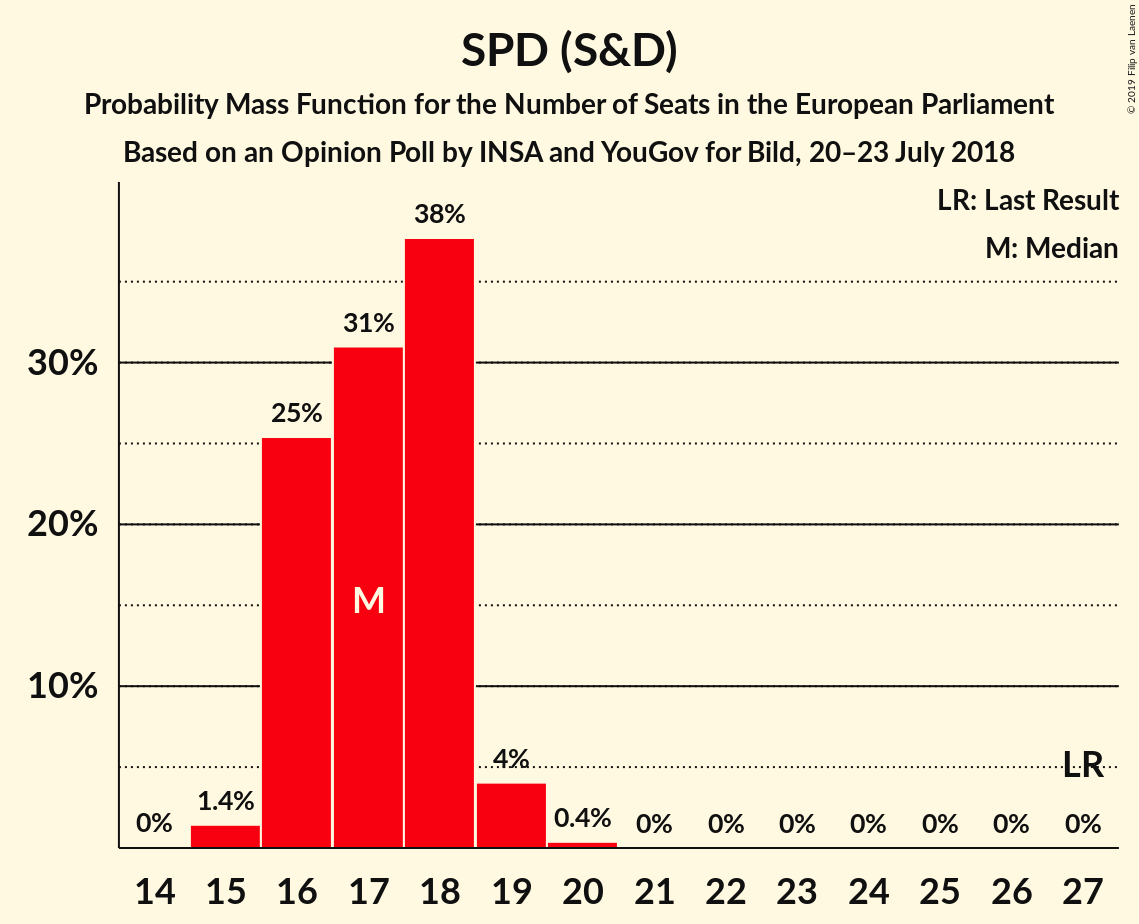 SPD (S&D)
Probability Mass Function for the Number of Seats in the European Parliament
Based on an Opinion Poll by INSA and YouGov for Bild, 20–23 July 2018
© 2019 Filip van Laenen
LR: Last Result
M: Median
38%
31%
30%
25%
20%
M
10%
4%
LR
0%
1.4%
0.4%
0%
0%
0%
0%
0%
0%
0%
14 15 16 17 18 19 20 21 22 23 24 25 26 27